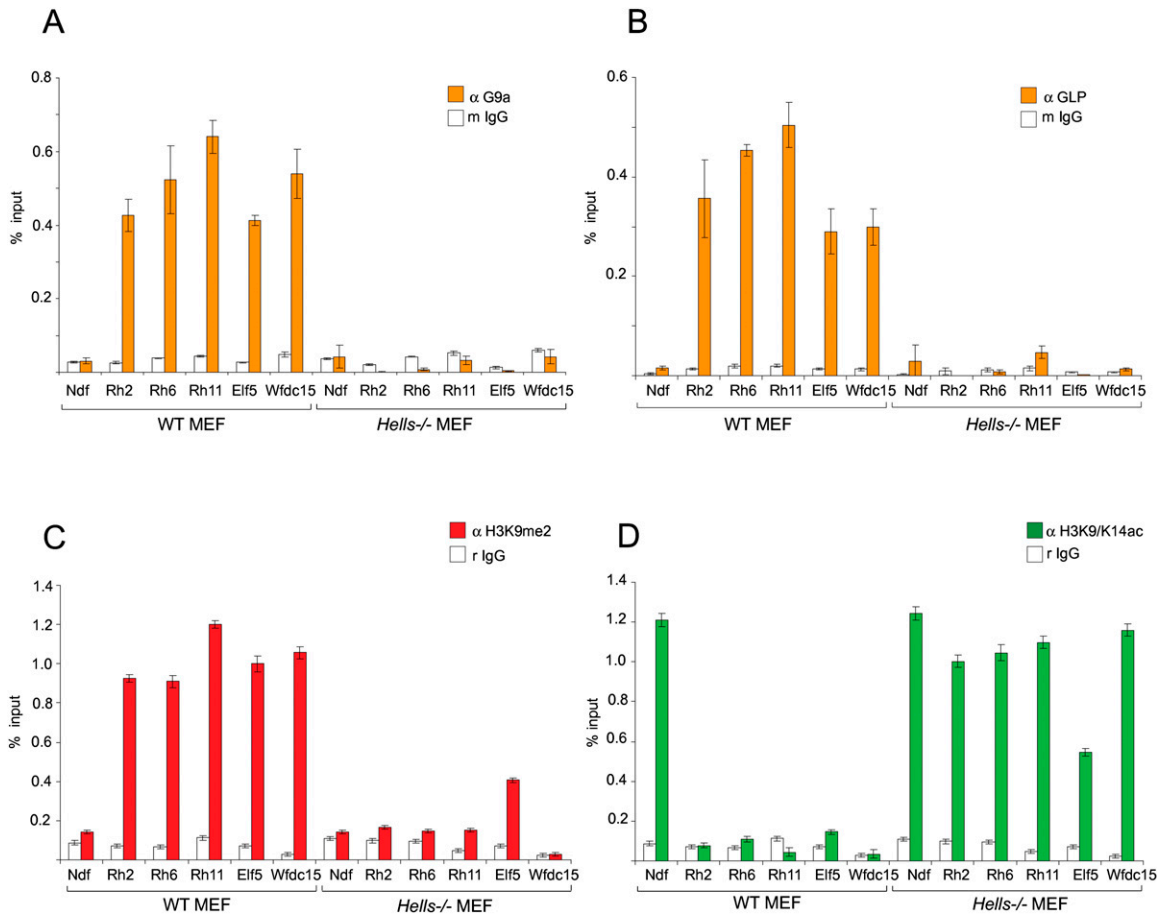 A
0.8
0.6
0.4
0.2
% input
α G9a
m IgG
Ndf Rh2 Rh6 Rh11 Elf5 Wfdc15 Ndf Rh2 Rh6 Rh11 Elf5 Wfdc15
WT MEF Hells-/- MEF
B
0.6
0.4
0.2
% input
α GLP
m IgG
Ndf Rh2 Rh6 Rh11 Elf5 Wfdc15 Ndf Rh2 Rh6 Rh11 Elf5 Wfdc15
WT MEF Hells-/- MEF
C
1.4
1.2
1.0
0.8
0.6
0.4
0.2
% input
α H3K9me2
r IgG
Ndf Rh2 Rh6 Rh11 Elf5 Wfdc15 Ndf Rh2 Rh6 Rh11 Elf5 Wfdc15
WT MEF Hells-/- MEF
D
1.4
1.2
1.0
0.8
0.6
0.4
0.2
% input
α H3K9/K14ac
r IgG
Ndf Rh2 Rh6 Rh11 Elf5 Wfdc15 Ndf Rh2 Rh6 Rh11 Elf5 Wfdc15
WT MEF Hells-/- MEF